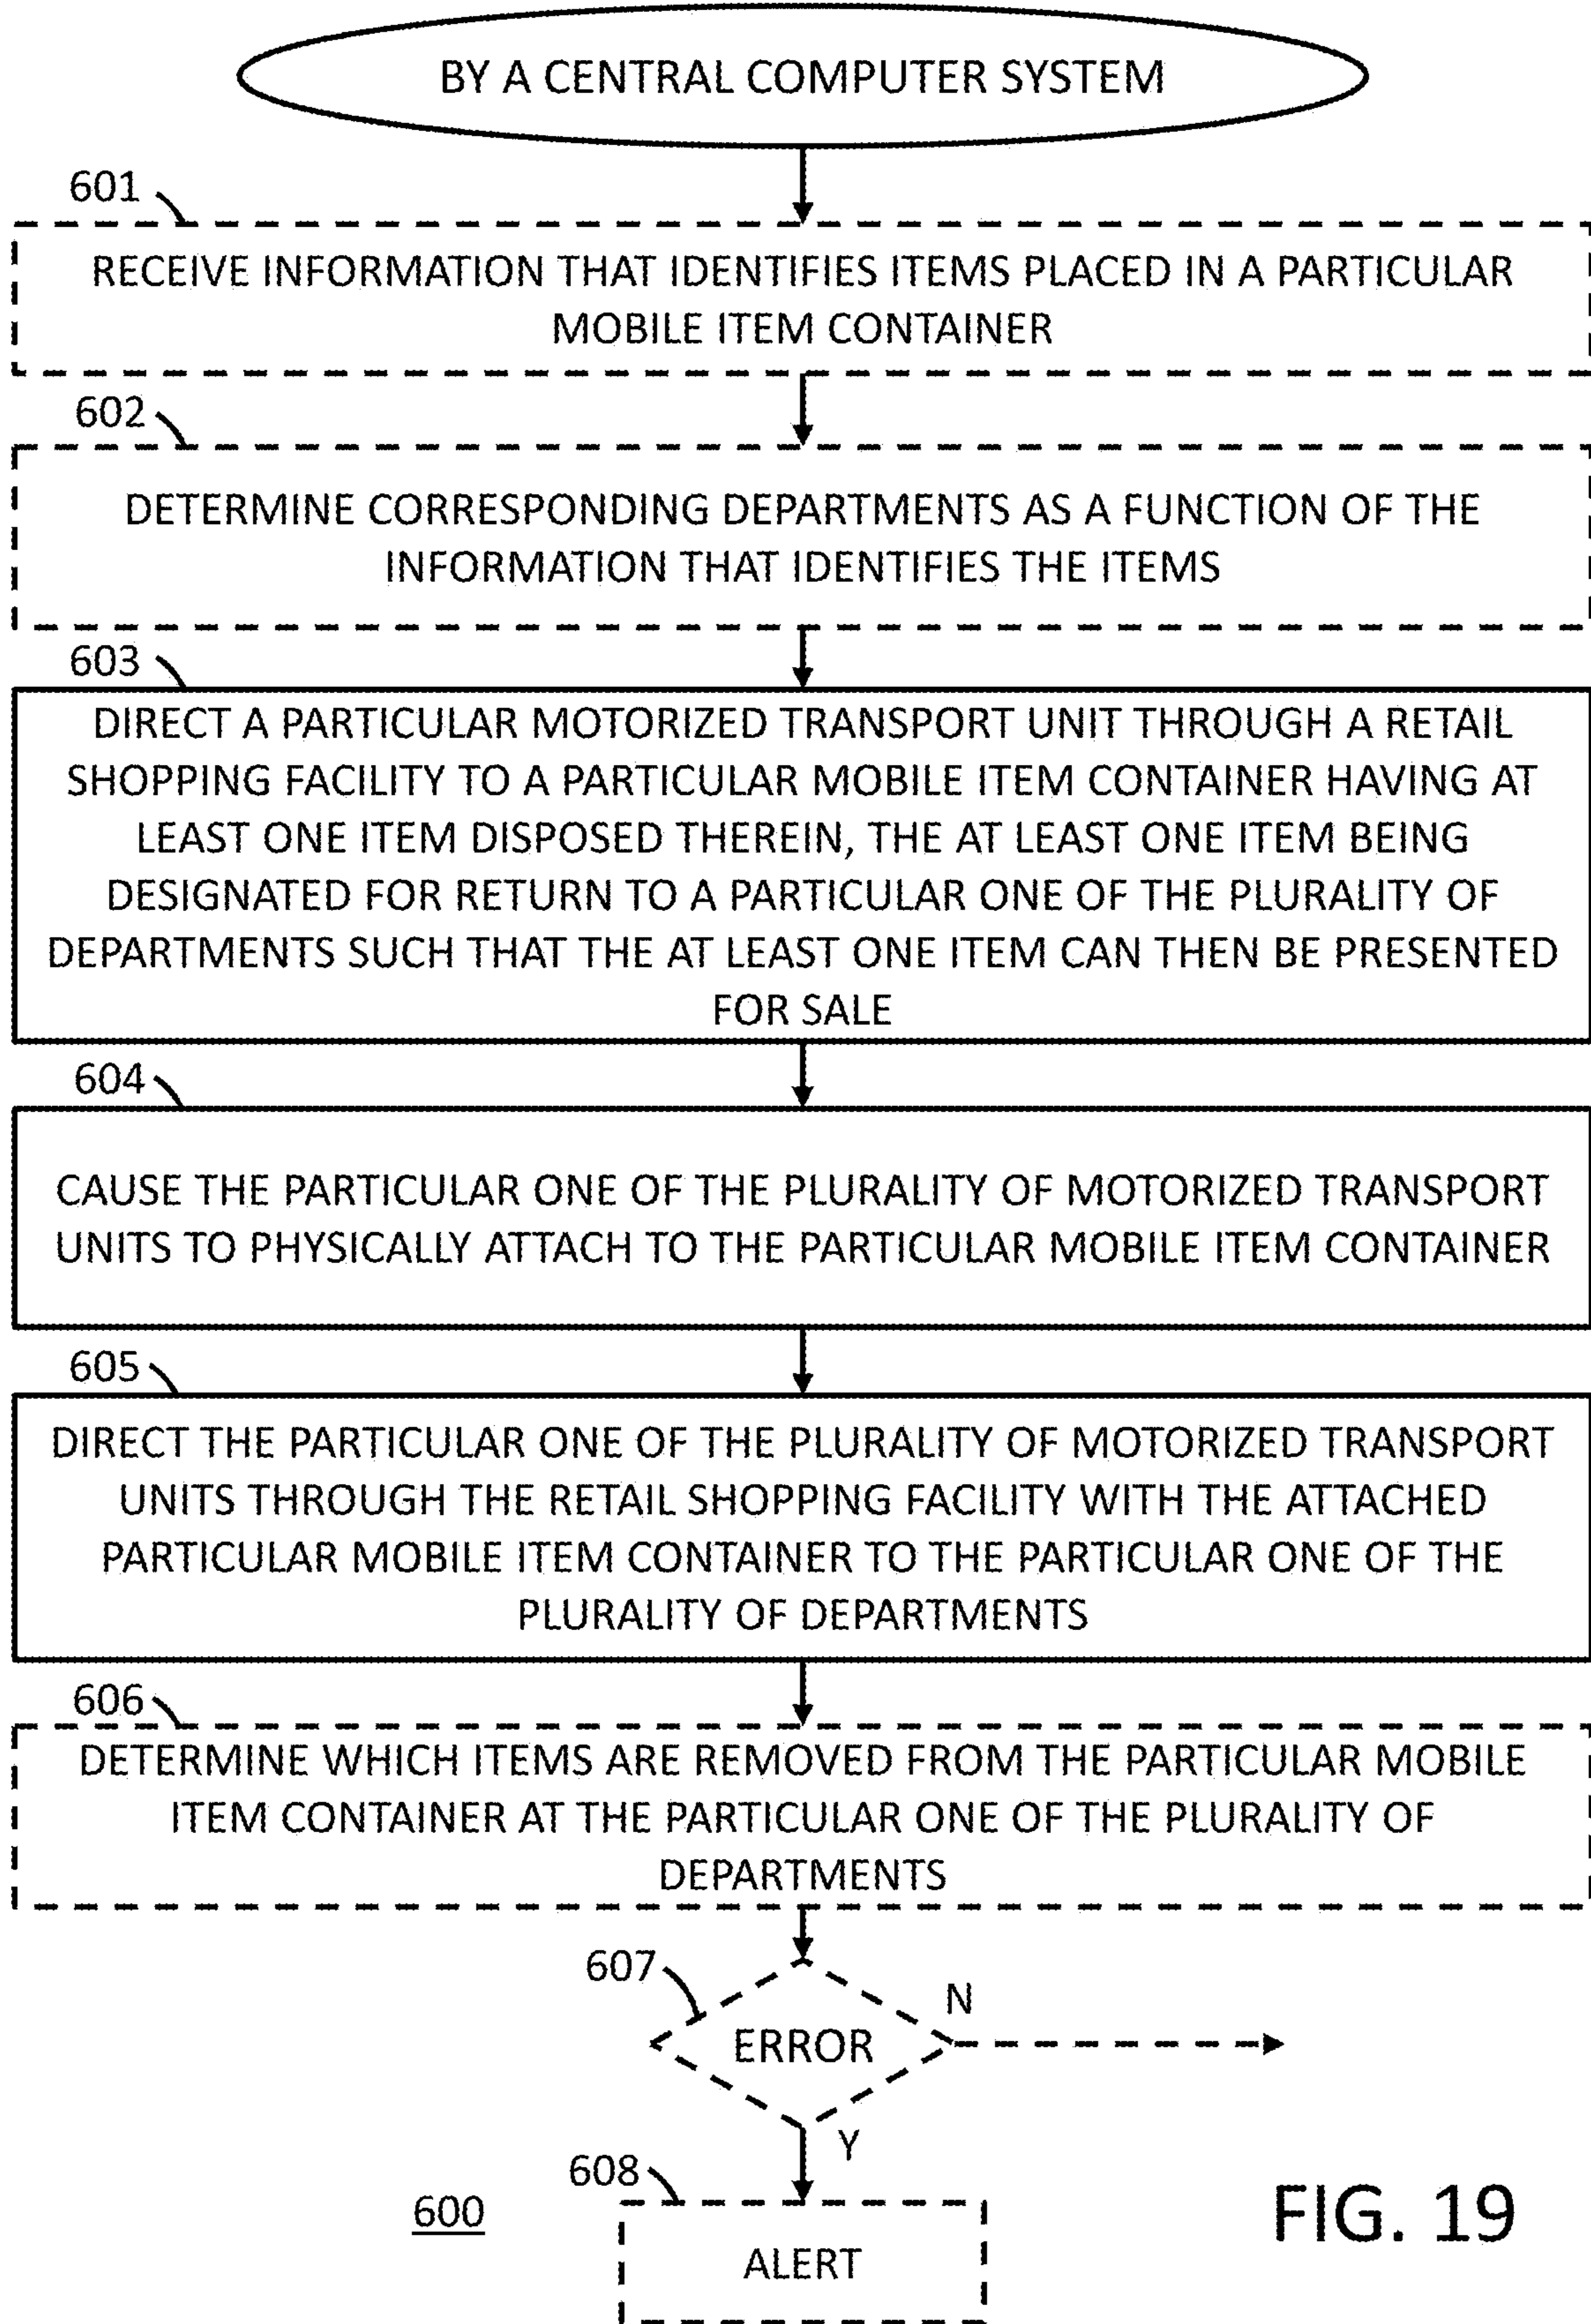 BY A CENTRAL COMPUTER SYSTEM
601
RECEIVE INFORMATION THAT IDENTIFIES ITEMS PLACED IN A PARTICULAR
MOBILE ITEM CONTAINER
602
DETERMINE CORRESPONDING DEPARTMENTS AS A FUNCTION OF THE
INFORMATION THAT IDENTIFIES THE ITEMS
603
DIRECT A PARTICULAR MOTORIZED TRANSPORT UNIT THROUGH A RETAIL
SHOPPING FACILITY TO A PARTICULAR MOBILE ITEM CONTAINER HAVING AT
LEAST ONE ITEM DISPOSED THEREIN, THE AT LEAST ONE ITEM BEING
DESIGNATED FOR RETURN TO A PARTICULAR ONE OF THE PLURALITY OF
DEPARTMENTS SUCH THAT THE AT LEAST ONE ITEM CAN THEN BE PRESENTED
FOR SALE
604
CAUSE THE PARTICULAR ONE OF THE PLURALITY OF MOTORIZED TRANSPORT
UNITS TO PHYSICALLY ATTACH TO THE PARTICULAR MOBILE ITEM CONTAINER
605
DIRECT THE PARTICULAR ONE OF THE PLURALITY OF MOTORIZED TRANSPORT
UNITS THROUGH THE RETAIL SHOPPING FACILITY WITH THE ATTACHED
PARTICULAR MOBILE ITEM CONTAINER TO THE PARTICULAR ONE OF THE
PLURALITY OF DEPARTMENTS
606
DETERMINE WHICH ITEMS ARE REMOVED FROM THE PARTICULAR MOBILE
ITEM CONTAINER AT THE PARTICULAR ONE OF THE PLURALITY OF
DEPARTMENTS
607
N
ERROR
Y
608
600
ALERT
FIG. 19